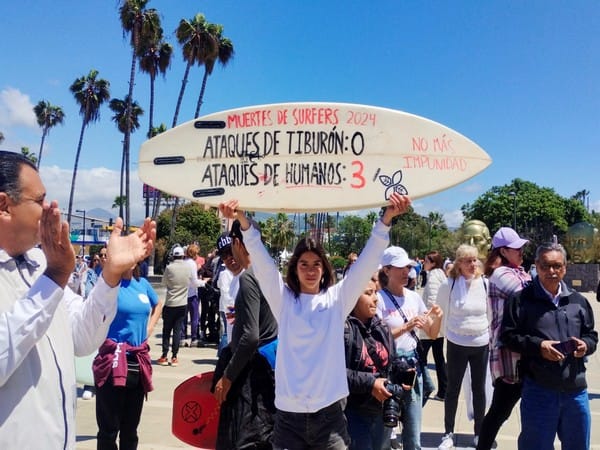 MUERTES DE SURFERS 2024
ATAQUES DE TIBURÓN: 0
ATAQUES DE HUMANOS: 3
NO MÁS
IMPUNIDAD